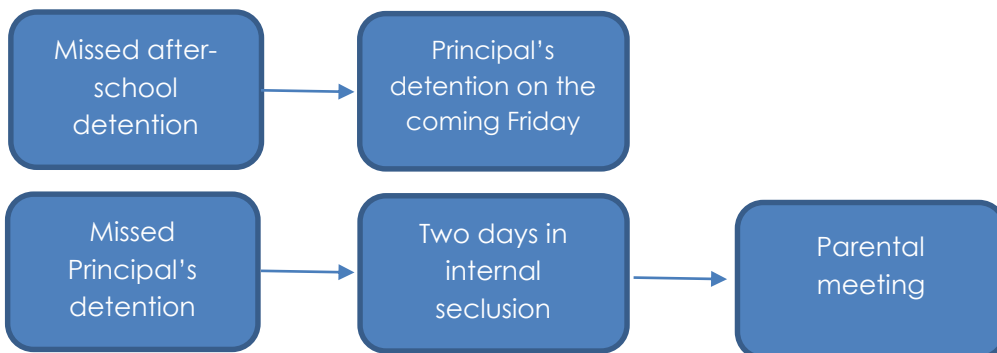 Missed after-
school
detention
Principal’s
detention on the
coming Friday
Missed
Principal’s
detention
Two days in
internal
seclusion
Parental
meeting